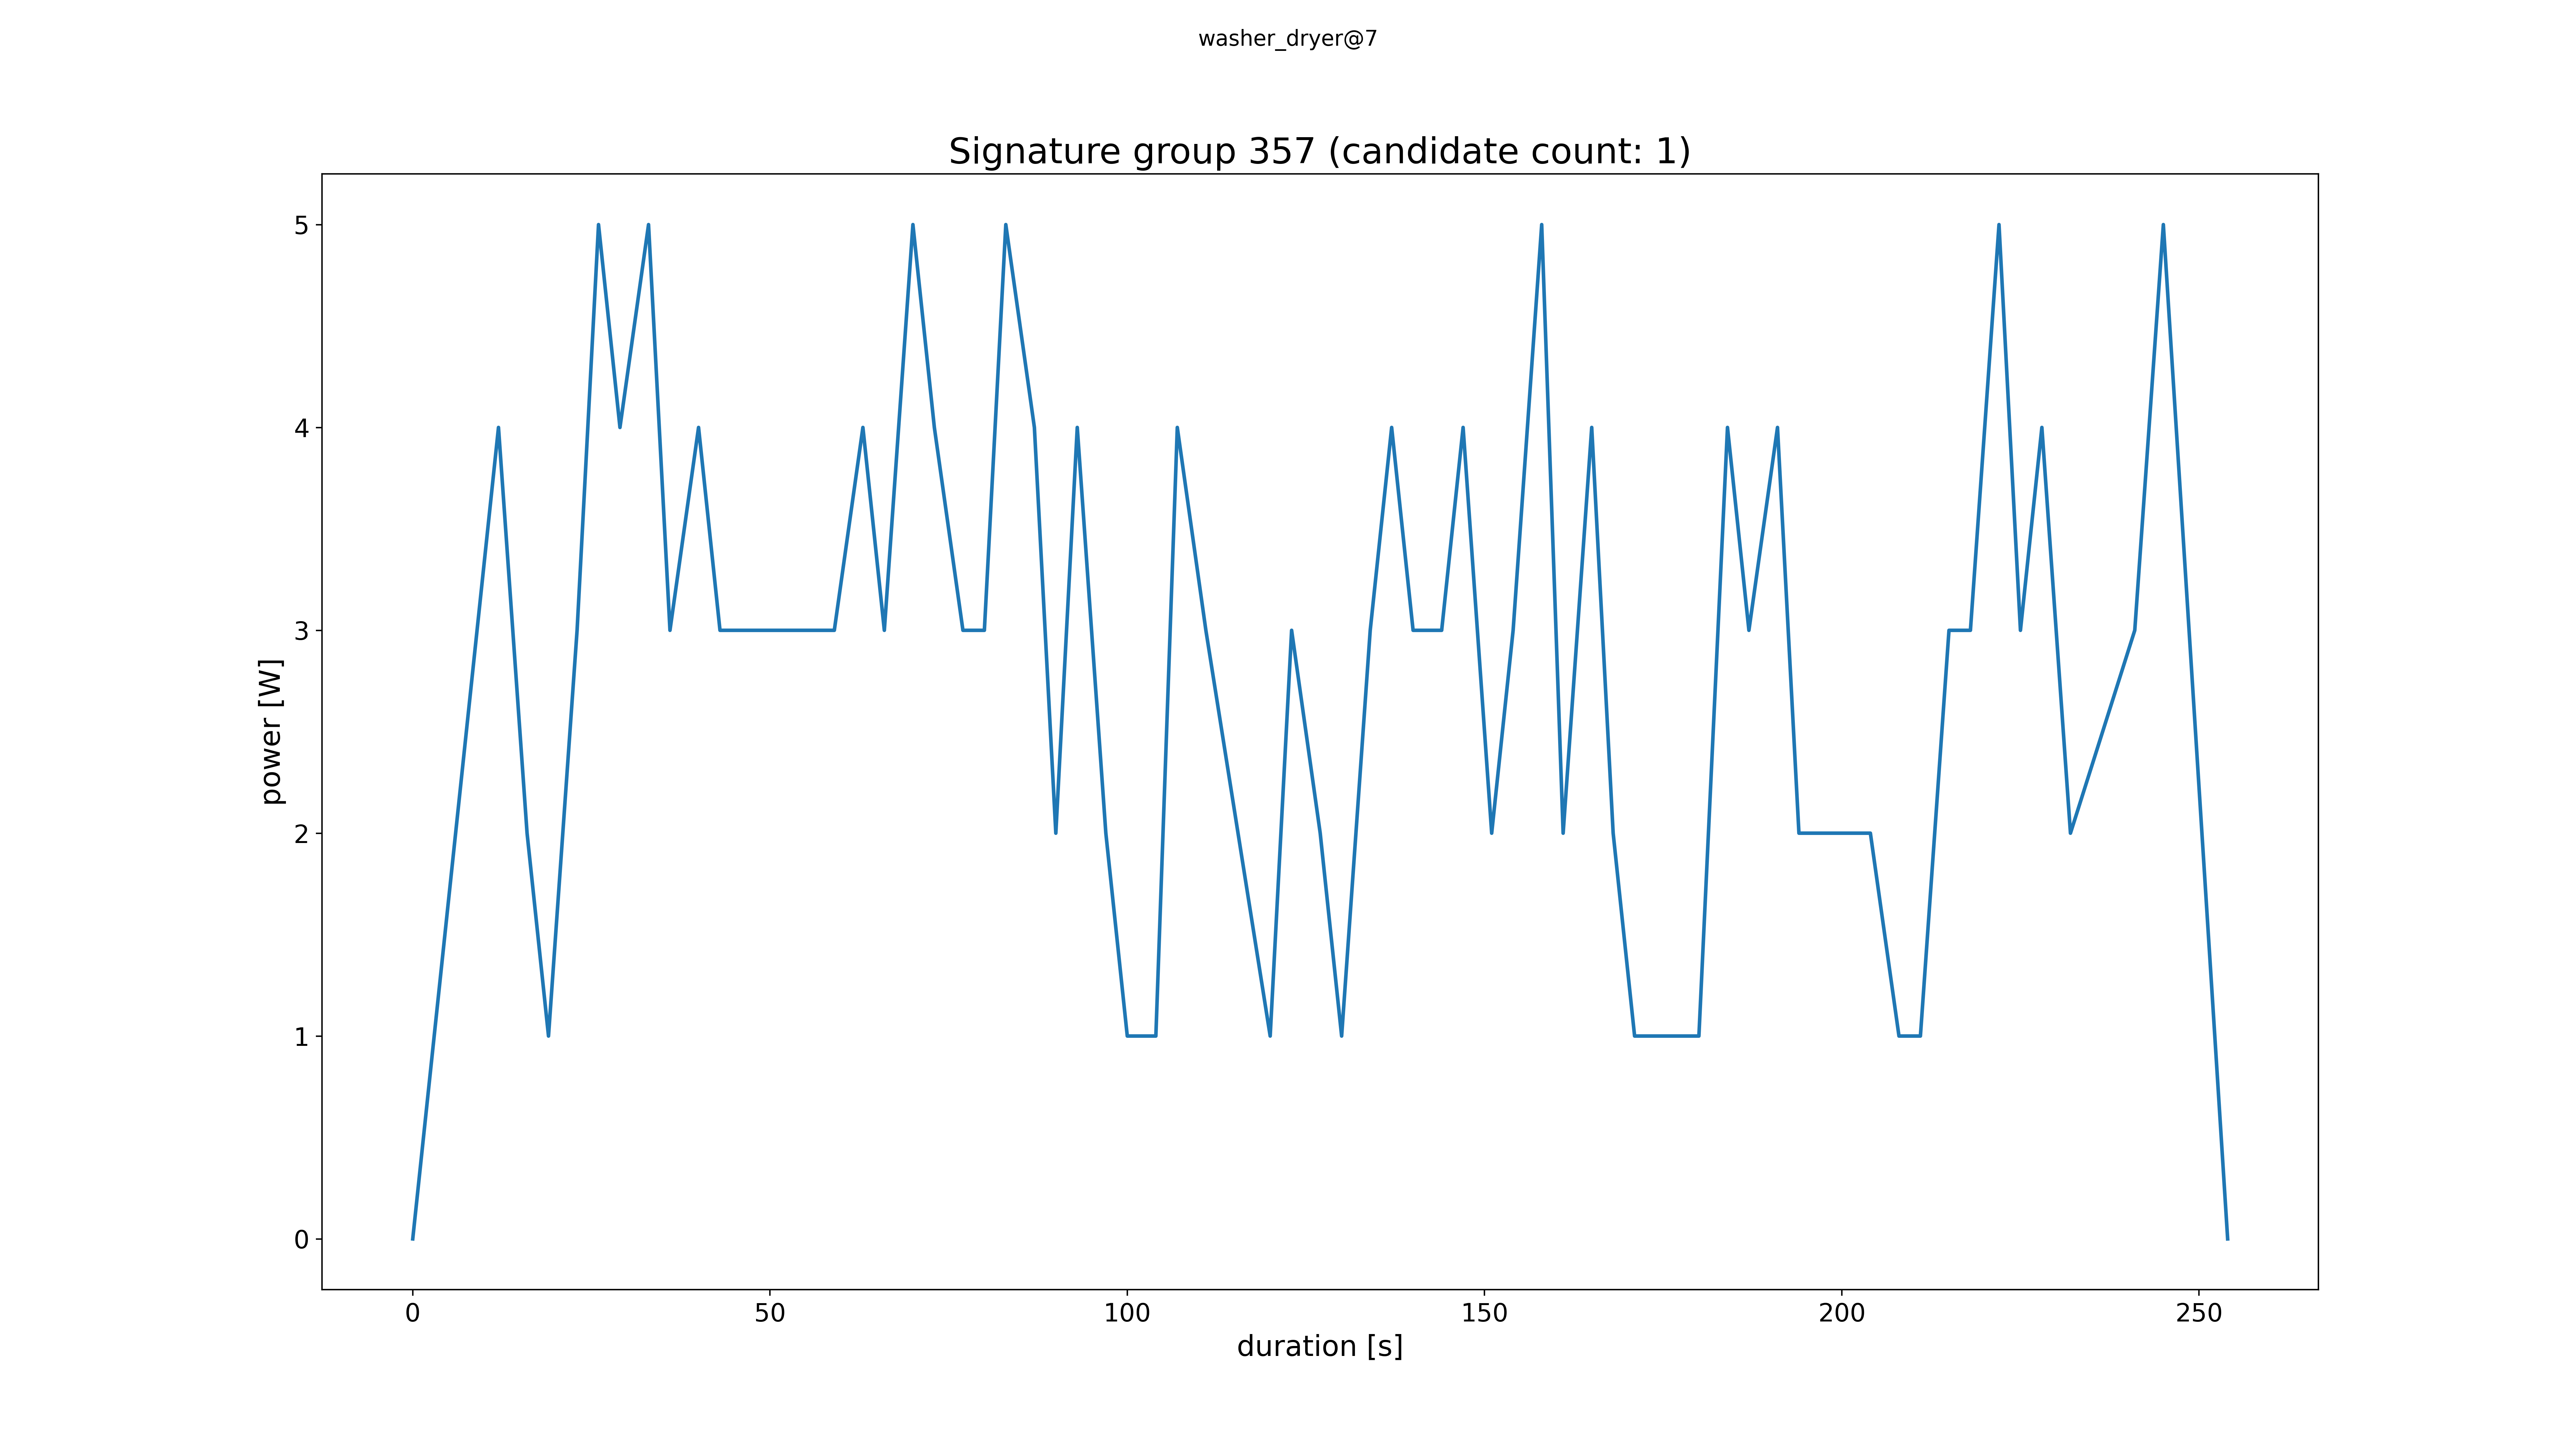 washer_dryer@7
Signature group 357 (candidate count: 1)
5
4
3
2
1
0
power [W]
0 50 100 150 200 250
duration [s]